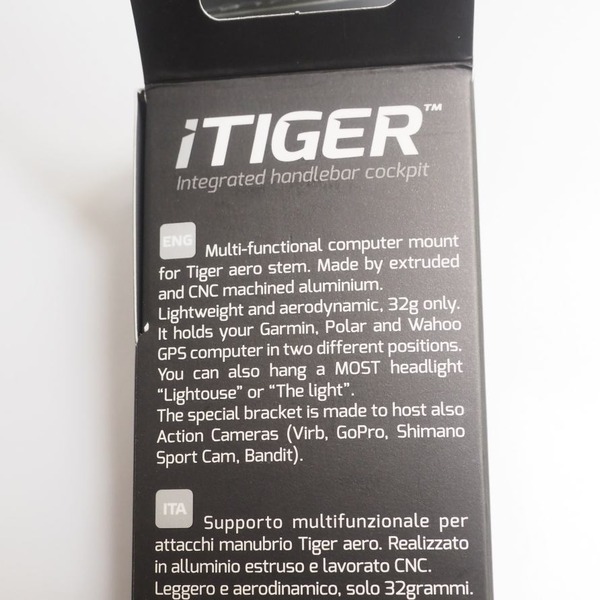 iTIGER™
Integrated handlebar cockpit
ENG
Multi-functional computer mount
for Tiger aero stem. Made by extruded
and CNC machined aluminium.
Lightweight and aerodynamic, 32g only.
It holds your Garmin, Polar and Wahoo
GPS computer in two different positions.
You can also hang a MOST headlight
“Lightouse” or “The light”.
The special bracket is made to host also
Action Cameras (Virb, GoPro, Shimano
Sport Cam, Bandit).
ITA
Supporto multifunzionale per
attacchi manubrio Tiger aero. Realizzato
in alluminio estruso e lavorato CNC.
Leggero e aerodinamico, solo 32grammi.